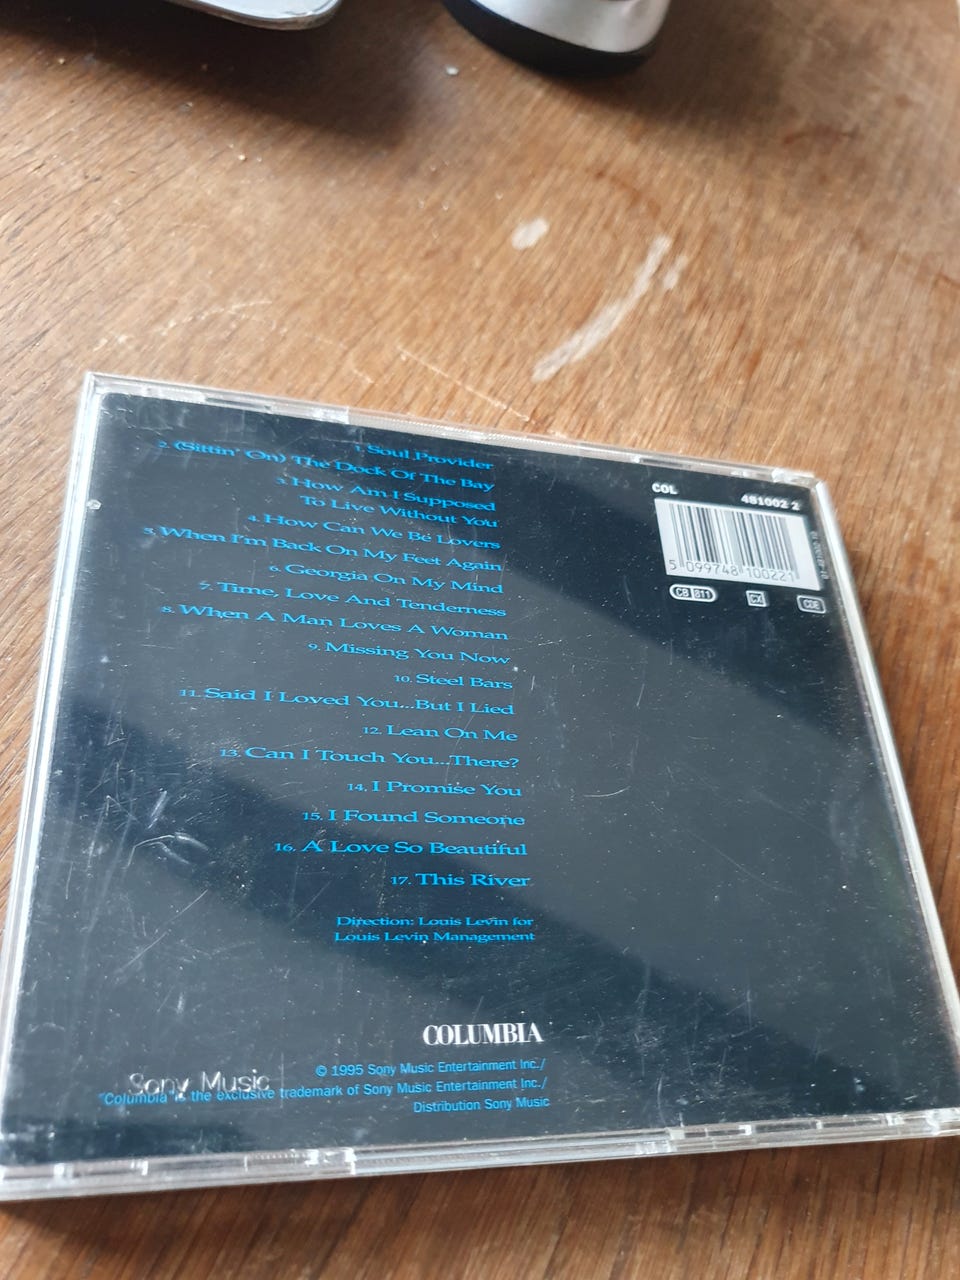 1. Soul Provider
2. (Sittin' On) The Dock Of The Bay
3. How Am I Supposed
To Live Without You
4. How Can We Be Lovers
5. When I'm Back On My Feet Again
6. Georgia On My Mind
7. Time, Love And Tenderness
8. When A Man Loves A Woman
9. Missing You Now
10. Steel Bars
11. Said I Loved You...But I Lied
12. Lean On Me
13. Can I Touch You...There?
14. I Promise You
15. I Found Someone
16. A Love So Beautiful
17. This River
Direction: Louis Levin for
Louis Levin Management
COL 481002 2
5 099748 100221
CB 811 CX CDE
COLUMBIA
© 1995 Sony Music Entertainment Inc./
"Columbia" is the exclusive trademark of Sony Music Entertainment Inc./
Distribution Sony Music
Sony Music